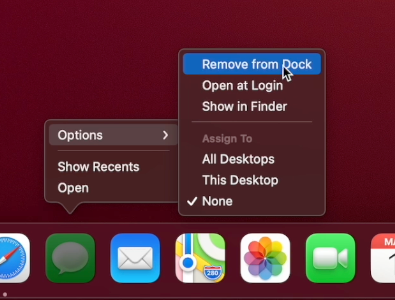 Remove from Dock
Open at Login
Show in Finder
Assign To
All Desktops
This Desktop
None
Options
Show Recents
Open
280
MA